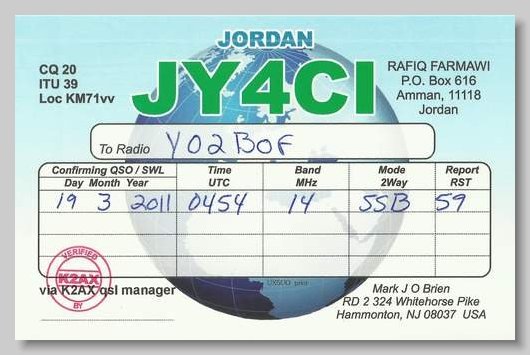 JORDAN
CQ 20
ITU 39
Loc KM71vv
JY4CI
RAFIQ FARMAWI
P.O. Box 616
Amman, 11118
Jordan
To Radio YO2BOF
Confirming QSO / SWL Time Band Mode Report
Day Month Year UTC MHz 2Way RST
19 3 2011 0454 14 SSB 59
VERIFIED
K2AX
BY
UX5UO print
via K2AX qsl manager
Mark J O Brien
RD 2 324 Whitehorse Pike
Hammonton, NJ 08037 USA